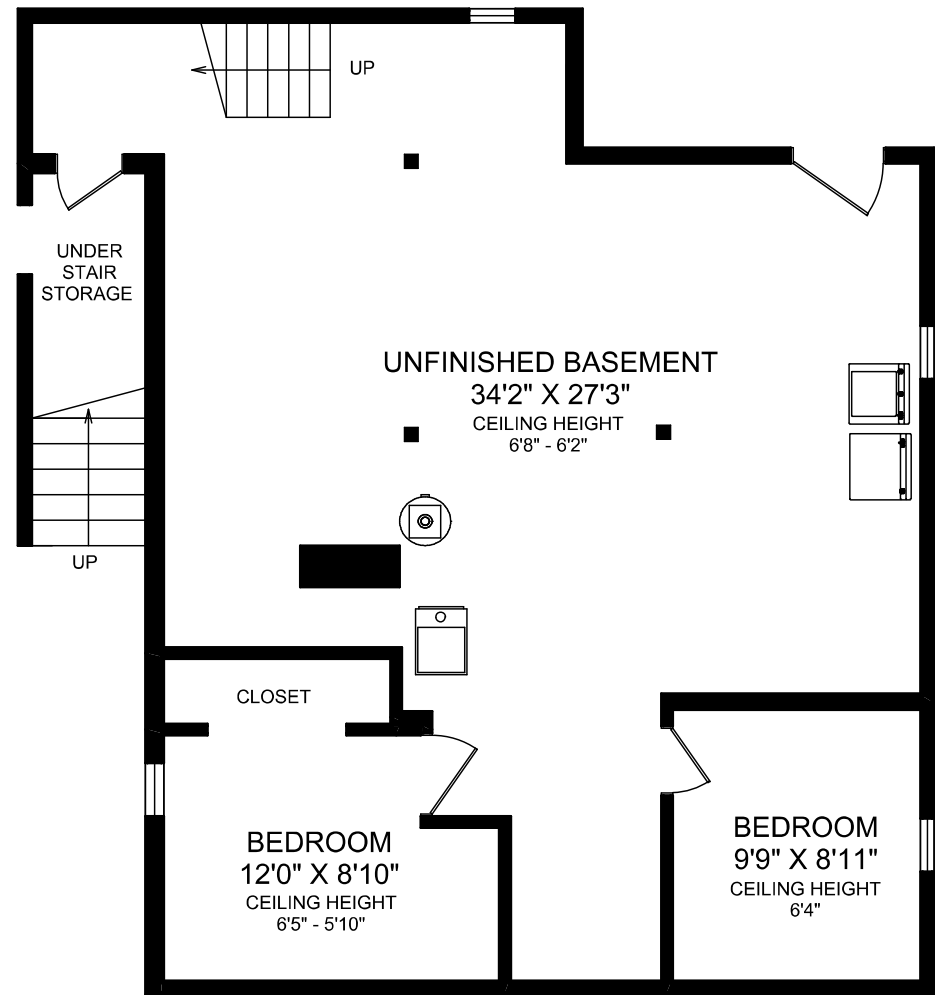 UP
UNDER
STAIR
STORAGE
UNFINISHED BASEMENT
34'2" X 27'3"
CEILING HEIGHT
6'8" - 6'2"
UP
CLOSET
BEDROOM
12'0" X 8'10"
CEILING HEIGHT
6'5" - 5'10"
BEDROOM
9'9" X 8'11"
CEILING HEIGHT
6'4"